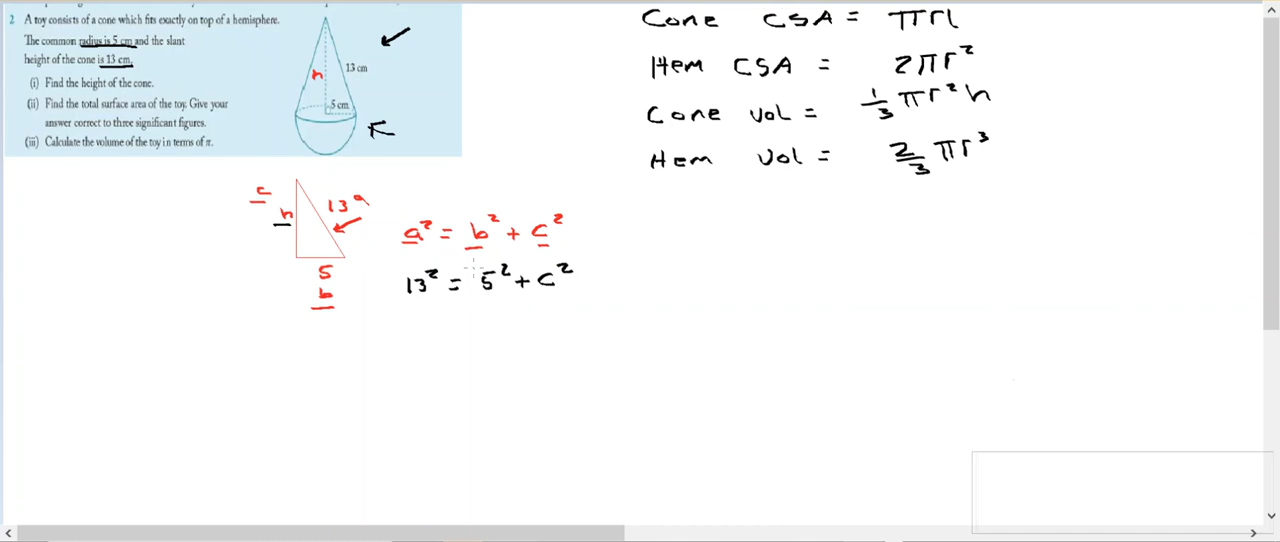 2 A toy consists of a cone which fits exactly on top of a hemisphere.
The common radius is 5 cm and the slant
height of the cone is 13 cm.
(i) Find the height of the cone.
(ii) Find the total surface area of the toy. Give your
answer correct to three significant figures.
(iii) Calculate the volume of the toy in terms of π.
h
13 cm
5 cm
Cone CSA = πrl
Hem CSA = 2πr²
Cone Vol = 1/3 πr²h
Hem Vol = 2/3 πr³
c
h
13 a
5
b
a² = b² + c²
13² = 5² + c²